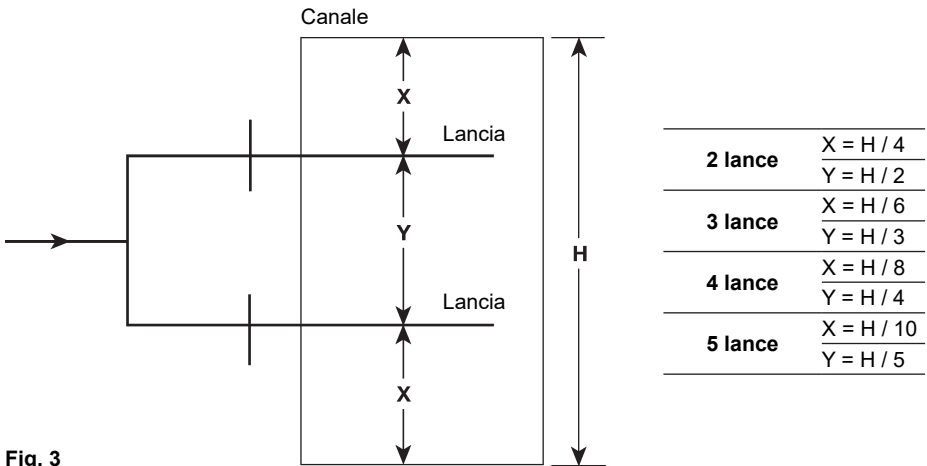 Canale
X
Lancia
Y
H
Lancia
X
Fig. 3
2 lance
X = H / 4
Y = H / 2
3 lance
X = H / 6
Y = H / 3
4 lance
X = H / 8
Y = H / 4
5 lance
X = H / 10
Y = H / 5